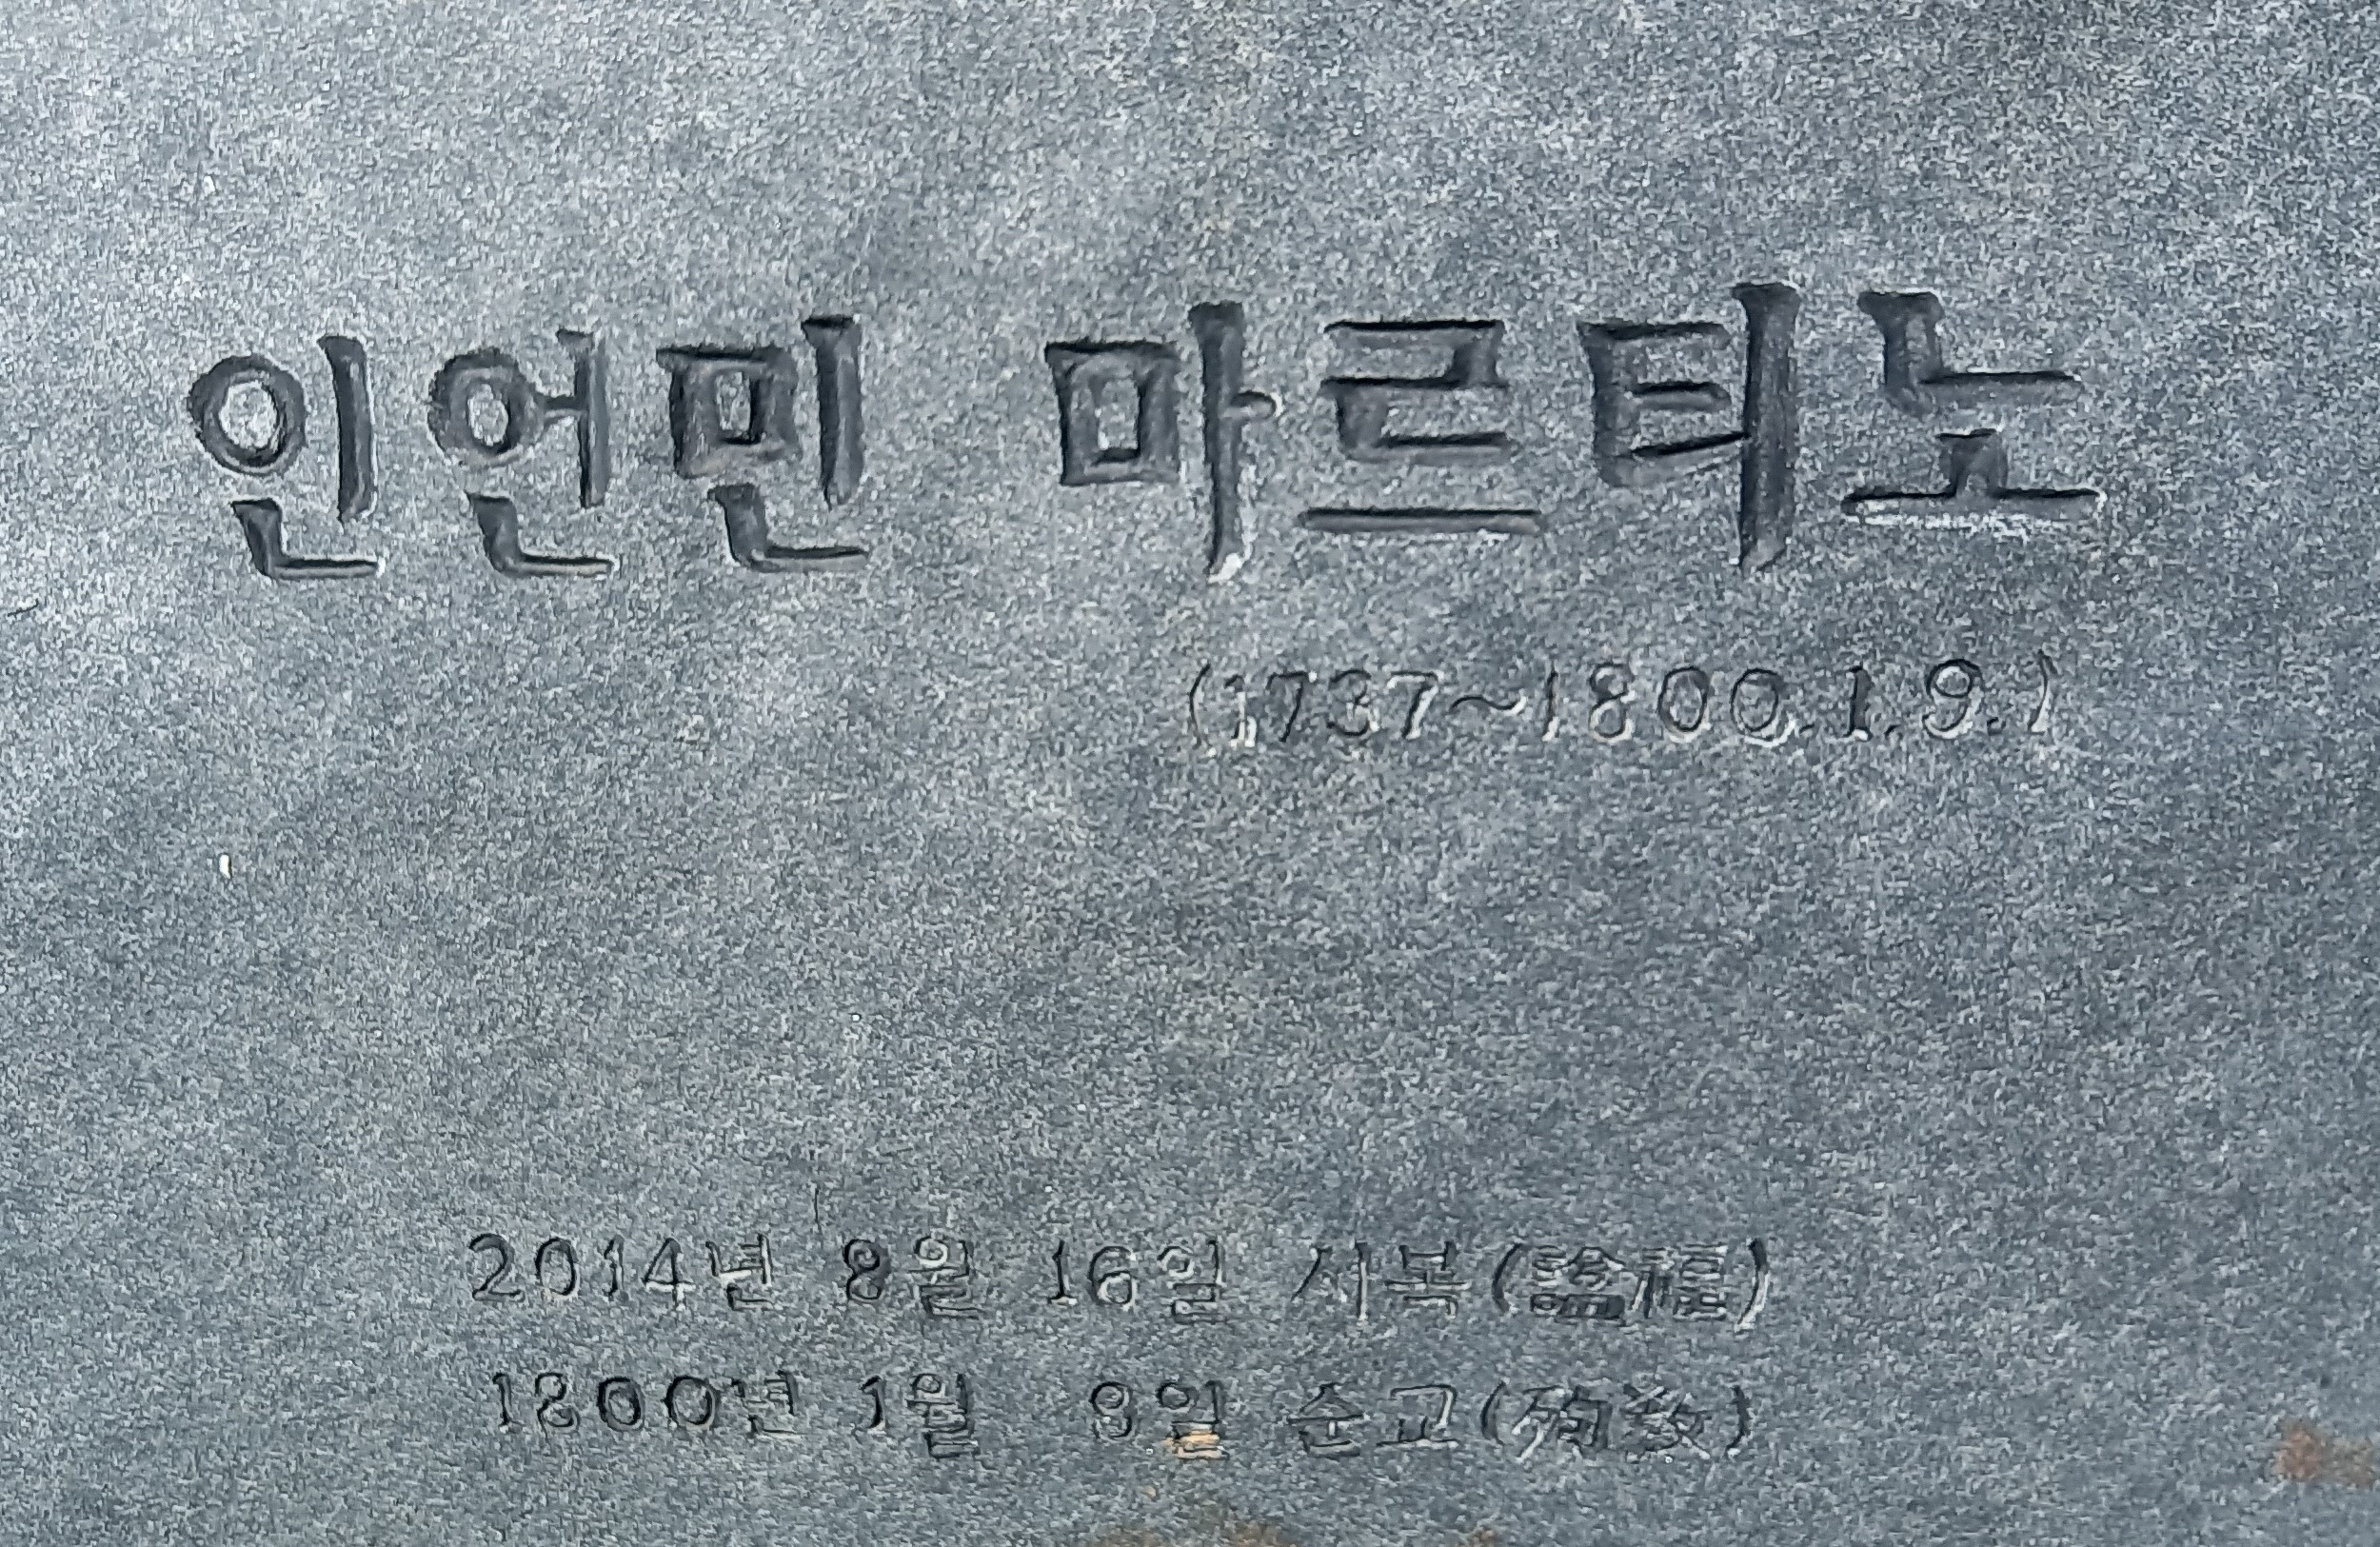 인언민 마르티노
(1737~1800.1.9.)
2014년 8월 16일 시복(諡福)
1800년 1월 9일 순교(殉敎)